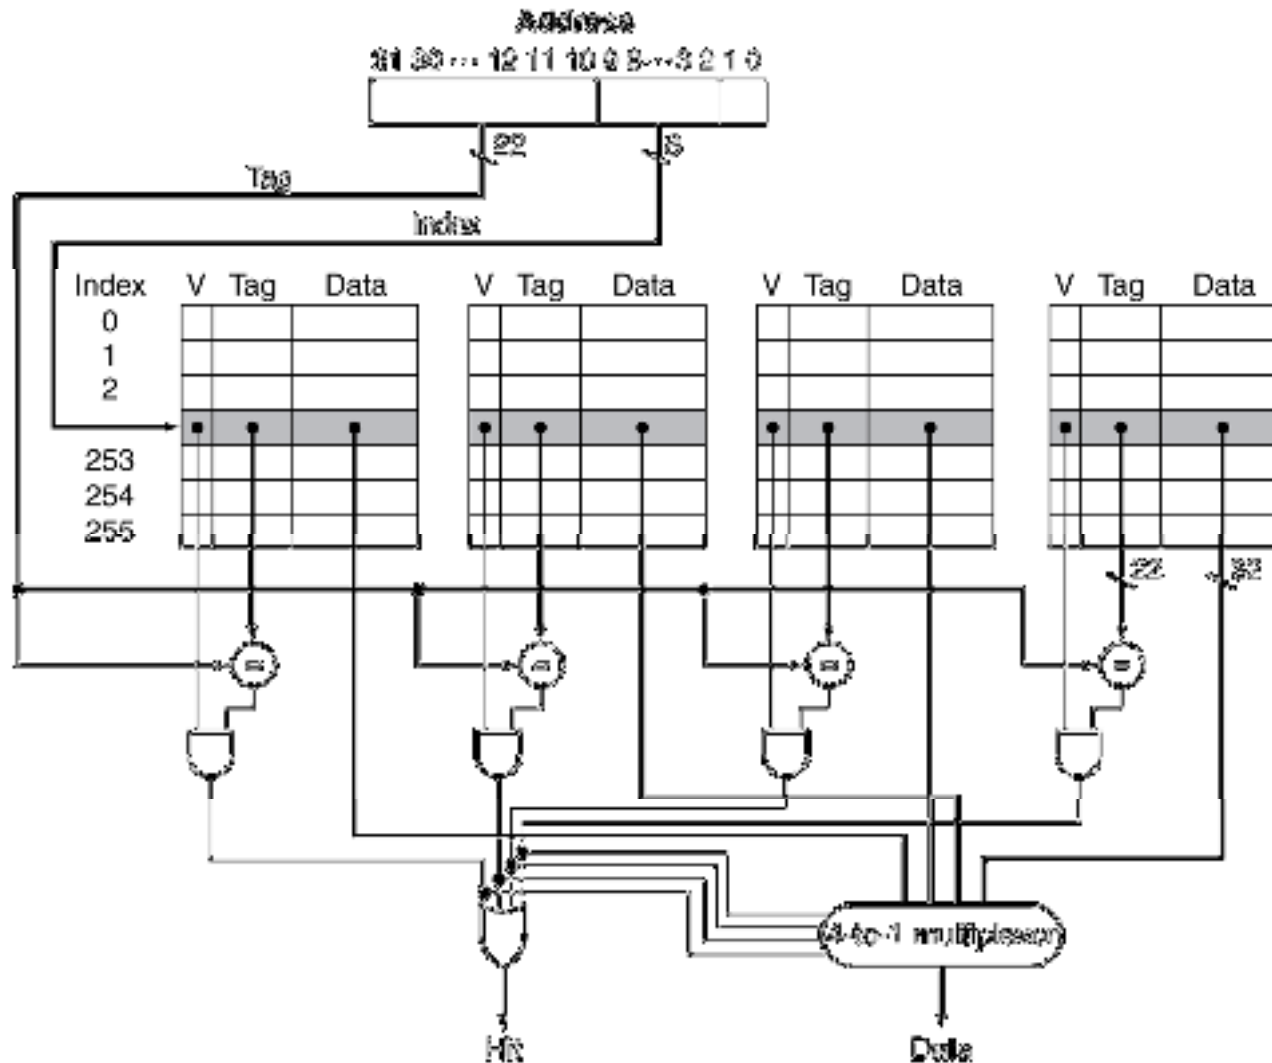 Address
31 30 ··· 12 11 10 9 8 ··· 3 2 1 0
22 8
Tag
Index
Index V Tag Data V Tag Data V Tag Data V Tag Data
0
1
2
253
254
255
22 32
= = = =
4-to-1 multiplexor
Hit Data